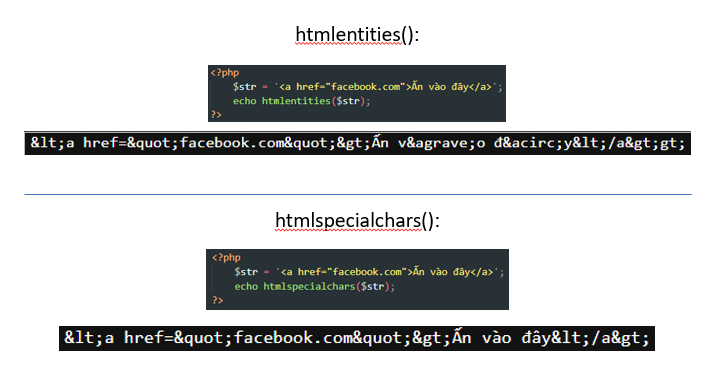 htmlentities():
<?php
$str = '<a href="facebook.com">Ấn vào đây</a>';
echo htmlentities($str);
?>
&lt;a href=&quot;facebook.com&quot;&gt;Ấn v&agrave;o đ&acirc;y&lt;/a&gt;gt;
htmlspecialchars():
<?php
$str = '<a href="facebook.com">Ấn vào đây</a>';
echo htmlspecialchars($str);
?>
&lt;a href=&quot;facebook.com&quot;&gt;Ấn vào đây&lt;/a&gt;